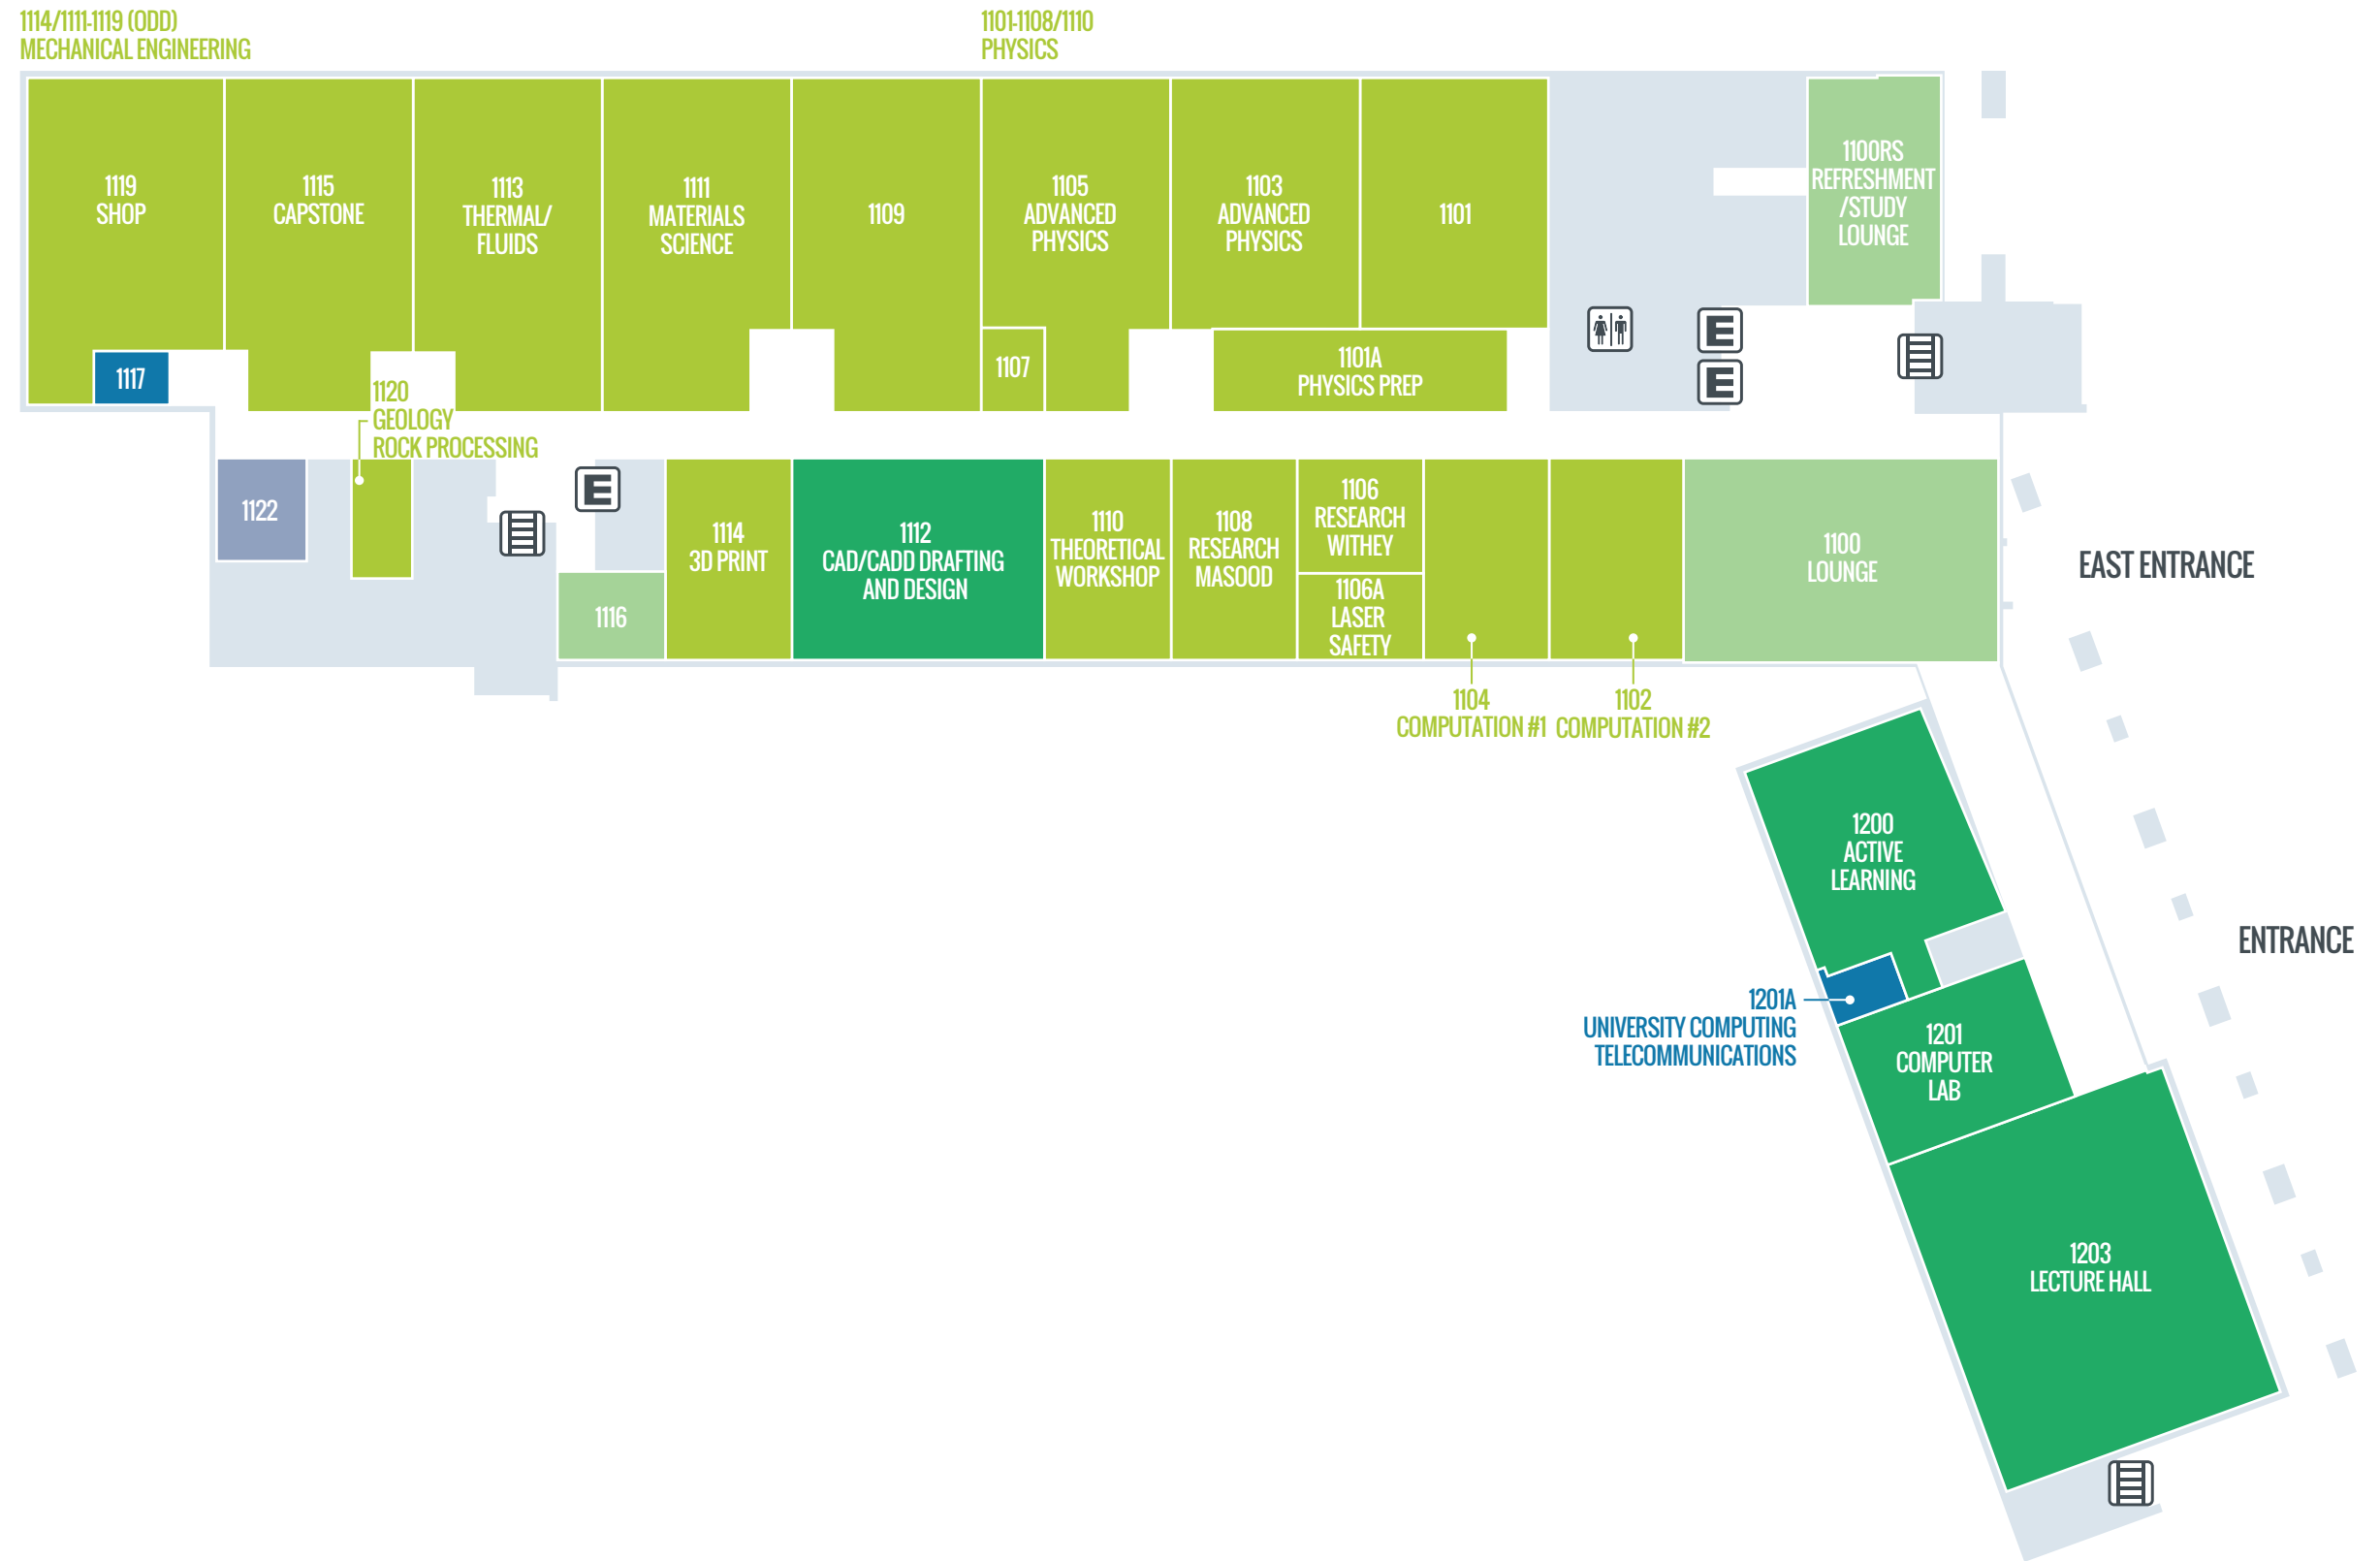 1114/1111-1119 (ODD)
MECHANICAL ENGINEERING
1101-1108/1110
PHYSICS
1119
SHOP
1115
CAPSTONE
1113
THERMAL/
FLUIDS
1111
MATERIALS
SCIENCE
1109
1105
ADVANCED
PHYSICS
1103
ADVANCED
PHYSICS
1101
1100RS
REFRESHMENT
/STUDY
LOUNGE
1117
1107
1101A
PHYSICS PREP
E
E
1120
GEOLOGY
ROCK PROCESSING
1122
E
1116
1114
3D PRINT
1112
CAD/CADD DRAFTING
AND DESIGN
1110
THEORETICAL
WORKSHOP
1108
RESEARCH
MASOOD
1106
RESEARCH
WITHEY
1106A
LASER
SAFETY
1104
COMPUTATION #1
1102
COMPUTATION #2
1100
LOUNGE
EAST ENTRANCE
1200
ACTIVE
LEARNING
ENTRANCE
1201A
UNIVERSITY COMPUTING
TELECOMMUNICATIONS
1201
COMPUTER
LAB
1203
LECTURE HALL